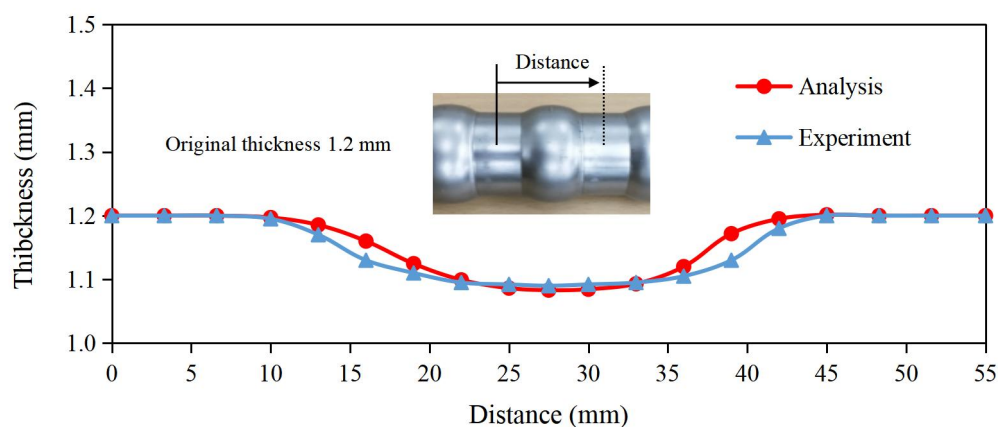 1.5
1.4
1.3
1.2
1.1
1.0
Thibckness (mm)
Distance
Original thickness 1.2 mm
Analysis
Experiment
0 5 10 15 20 25 30 35 40 45 50 55
Distance (mm)